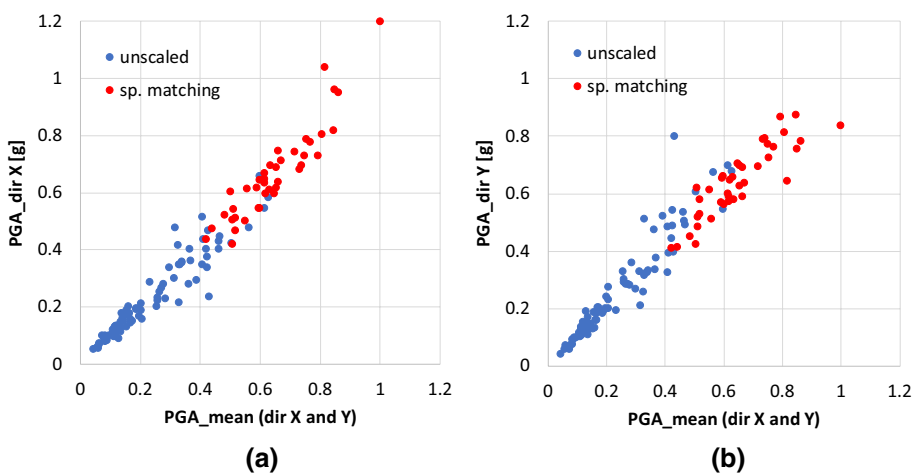 PGA_dir X [g]
1.2
1
0.8
0.6
0.4
0.2
0
unscaled
sp. matching
0 0.2 0.4 0.6 0.8 1 1.2
PGA_mean (dir X and Y)
(a)
PGA_dir Y [g]
1.2
1
0.8
0.6
0.4
0.2
0
unscaled
sp. matching
0 0.2 0.4 0.6 0.8 1 1.2
PGA_mean (dir X and Y)
(b)